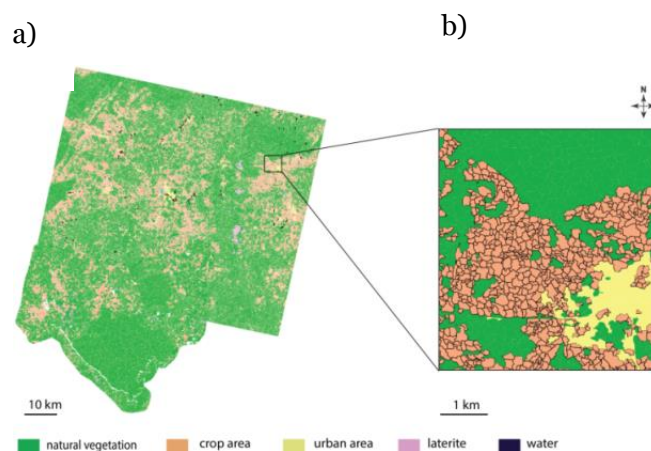 a)
b)
N
10 km
1 km
natural vegetation
crop area
urban area
laterite
water